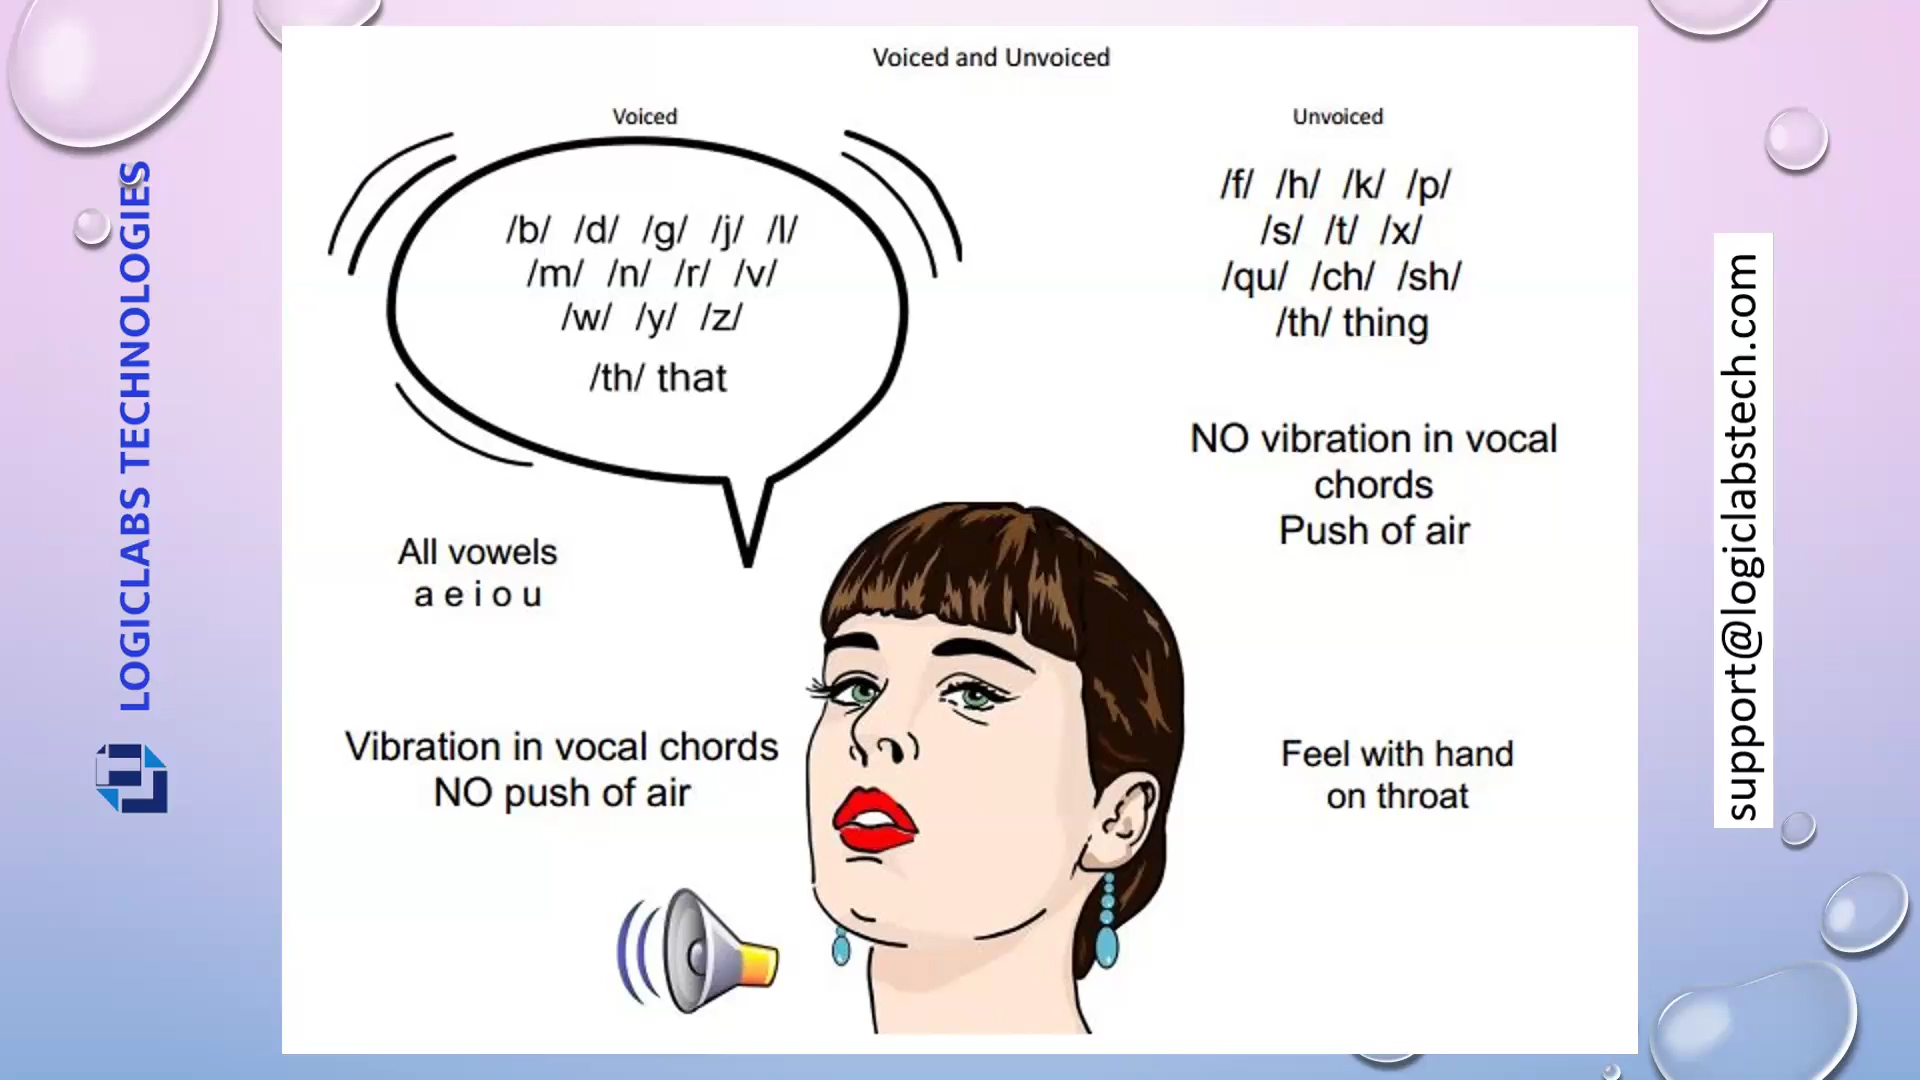 Voiced and Unvoiced
Voiced
/b/ /d/ /g/ /j/ /l/
/m/ /n/ /r/ /v/
/w/ /y/ /z/
/th/ that
All vowels
a e i o u
Vibration in vocal chords
NO push of air
Unvoiced
/f/ /h/ /k/ /p/
/s/ /t/ /x/
/qu/ /ch/ /sh/
/th/ thing
NO vibration in vocal
chords
Push of air
Feel with hand
on throat
LOGICLABS TECHNOLOGIES
support@logiclabstech.com